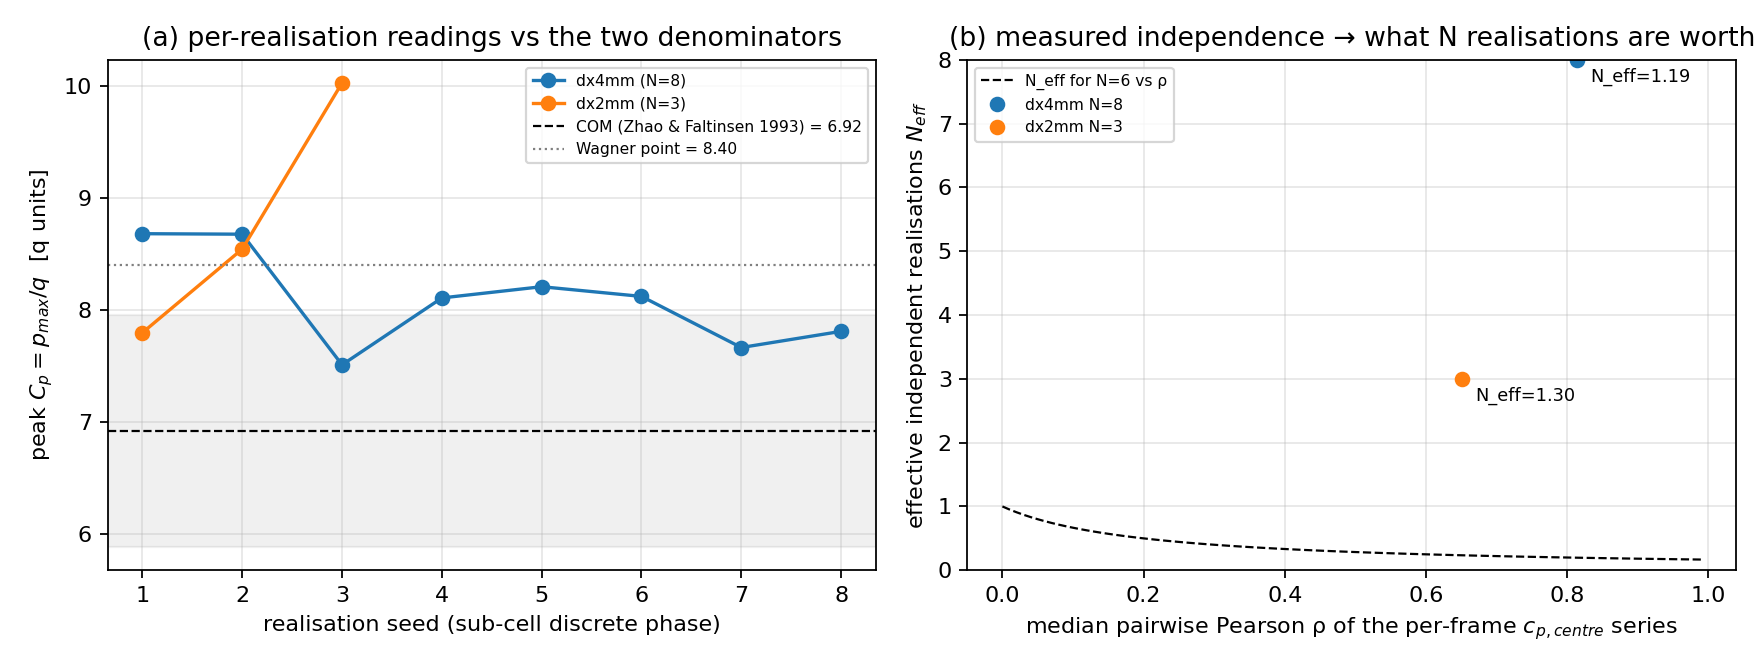 (a) per-realisation readings vs the two denominators
peak C_p = p_max/q [q units]
10
9
8
7
6
dx4mm (N=8)
dx2mm (N=3)
COM (Zhao & Faltinsen 1993) = 6.92
Wagner point = 8.40
1 2 3 4 5 6 7 8
realisation seed (sub-cell discrete phase)
(b) measured independence → what N realisations are worth
effective independent realisations N_eff
8
7
6
5
4
3
2
1
0
N_eff for N=6 vs ρ
dx4mm N=8
dx2mm N=3
N_eff=1.19
N_eff=1.30
0.0 0.2 0.4 0.6 0.8 1.0
median pairwise Pearson ρ of the per-frame c_p,centre series